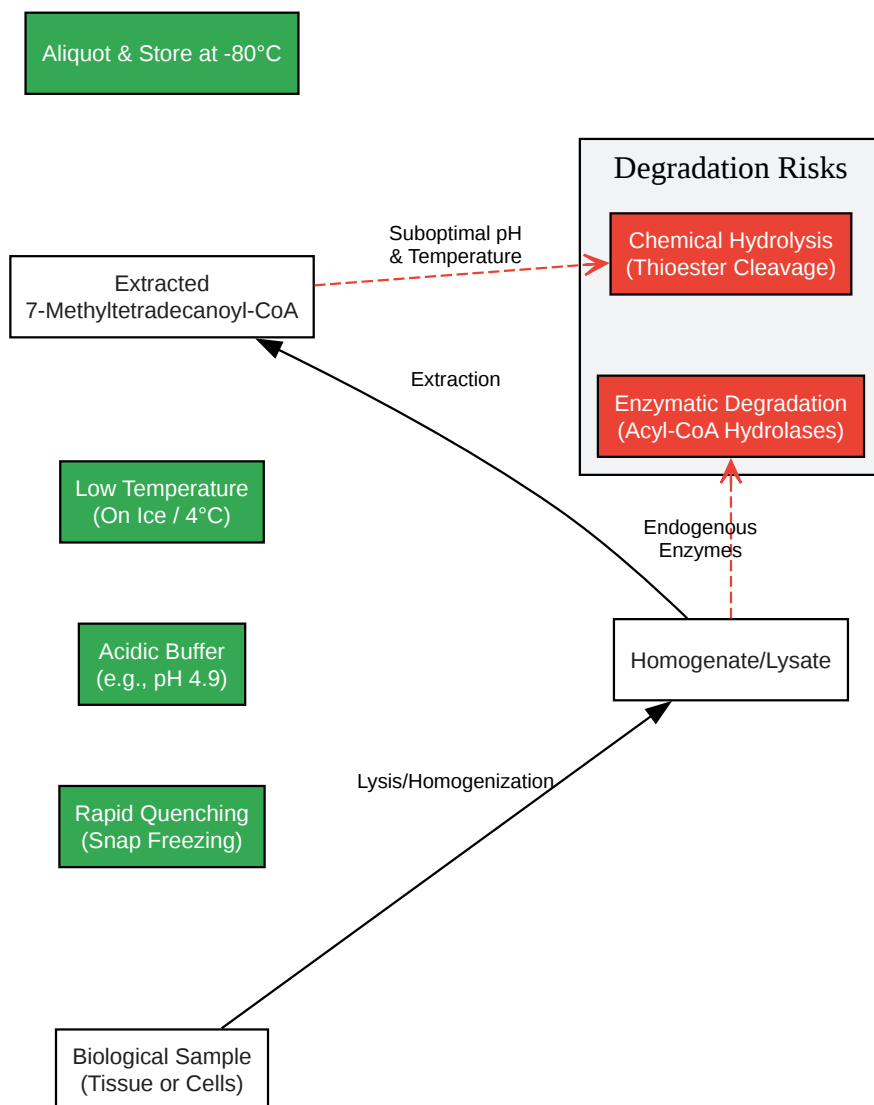 Aliquot & Store at -80°C
Degradation Risks
Suboptimal pH
& Temperature
Chemical Hydrolysis
(Thioester Cleavage)
Extracted
7-Methyltetradecanoyl-CoA
Extraction
Enzymatic Degradation
(Acyl-CoA Hydrolases)
Low Temperature
(On Ice / 4°C)
Endogenous
Enzymes
Acidic Buffer
(e.g., pH 4.9)
Homogenate/Lysate
Lysis/Homogenization
Rapid Quenching
(Snap Freezing)
Biological Sample
(Tissue or Cells)